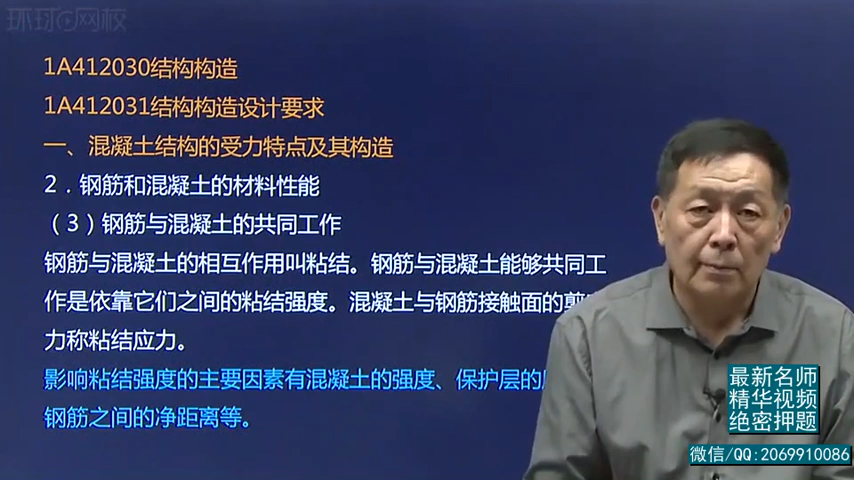 环球网校
1A412030结构构造
1A412031结构构造设计要求
一、混凝土结构的受力特点及其构造
2．钢筋和混凝土的材料性能
（3）钢筋与混凝土的共同工作
钢筋与混凝土的相互作用叫粘结。钢筋与混凝土能够共同工
作是依靠它们之间的粘结强度。混凝土与钢筋接触面的剪
力称粘结应力。
影响粘结强度的主要因素有混凝土的强度、保护层的
钢筋之间的净距离等。
最新名师
精华视频
绝密押题
微信/QQ:2069910086